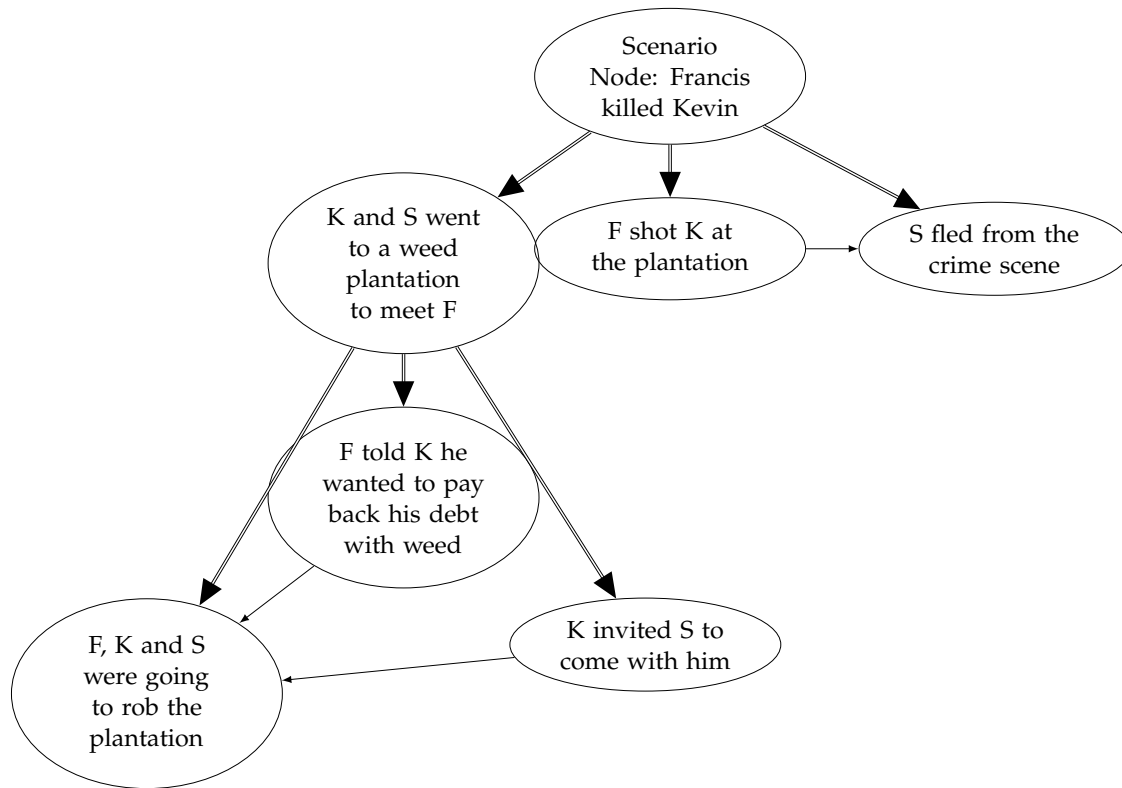 Scenario
Node: Francis
killed Kevin
K and S went
to a weed
plantation
to meet F
F shot K at
the plantation
S fled from the
crime scene
F told K he
wanted to pay
back his debt
with weed
K invited S to
come with him
F, K and S
were going
to rob the
plantation